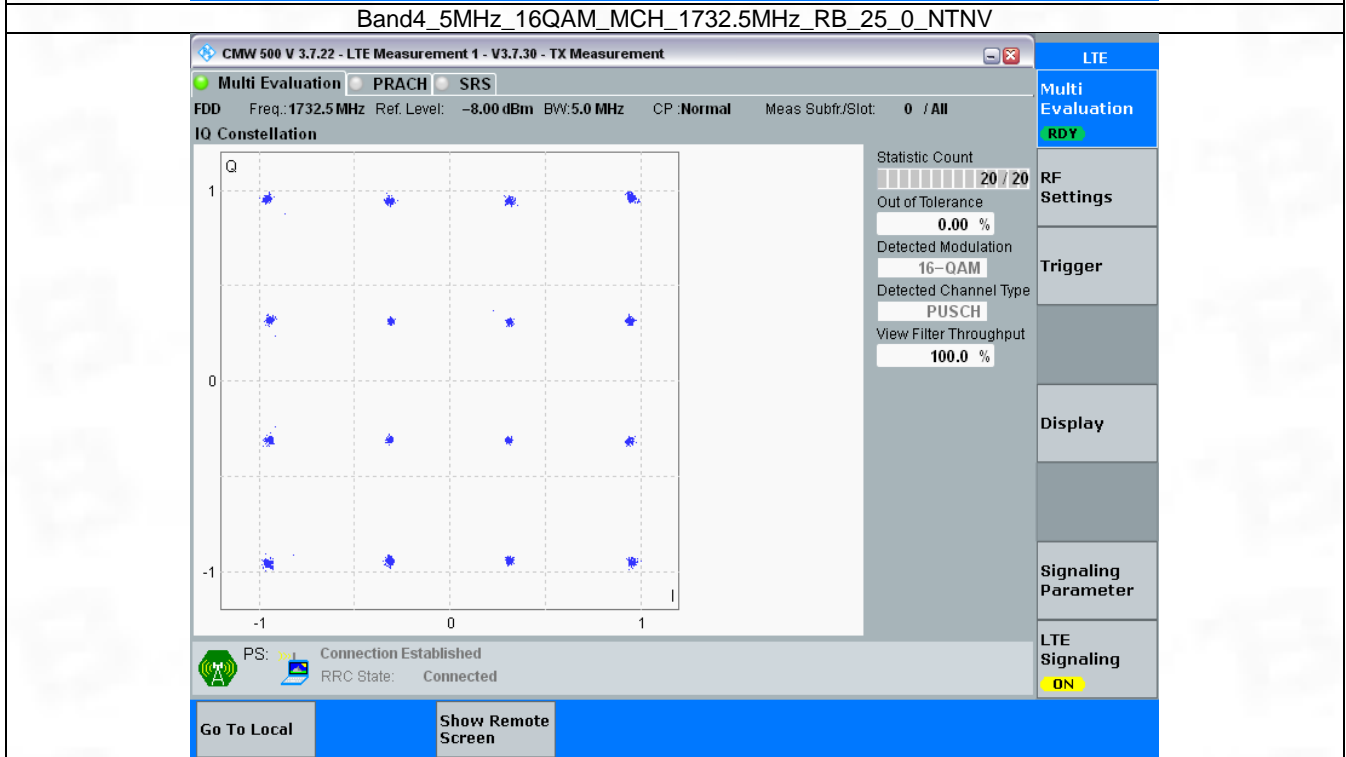 Band4_5MHz_16QAM_MCH_1732.5MHz_RB_25_0_NTNV
CMW 500 V 3.7.22 - LTE Measurement 1 - V3.7.30 - TX Measurement
LTE
Multi Evaluation PRACH SRS
FDD Freq.: 1732.5 MHz Ref. Level: −8.00 dBm BW: 5.0 MHz CP : Normal Meas Subfr./Slot: 0 / All
IQ Constellation
Q
1
0
-1
I
-1 0 1
Statistic Count
20 / 20
Out of Tolerance
0.00 %
Detected Modulation
16−QAM
Detected Channel Type
PUSCH
View Filter Throughput
100.0 %
Multi
Evaluation
RDY
RF
Settings
Trigger
Display
Signaling
Parameter
LTE
Signaling
ON
PS: Connection Established
RRC State: Connected
Go To Local
Show Remote
Screen